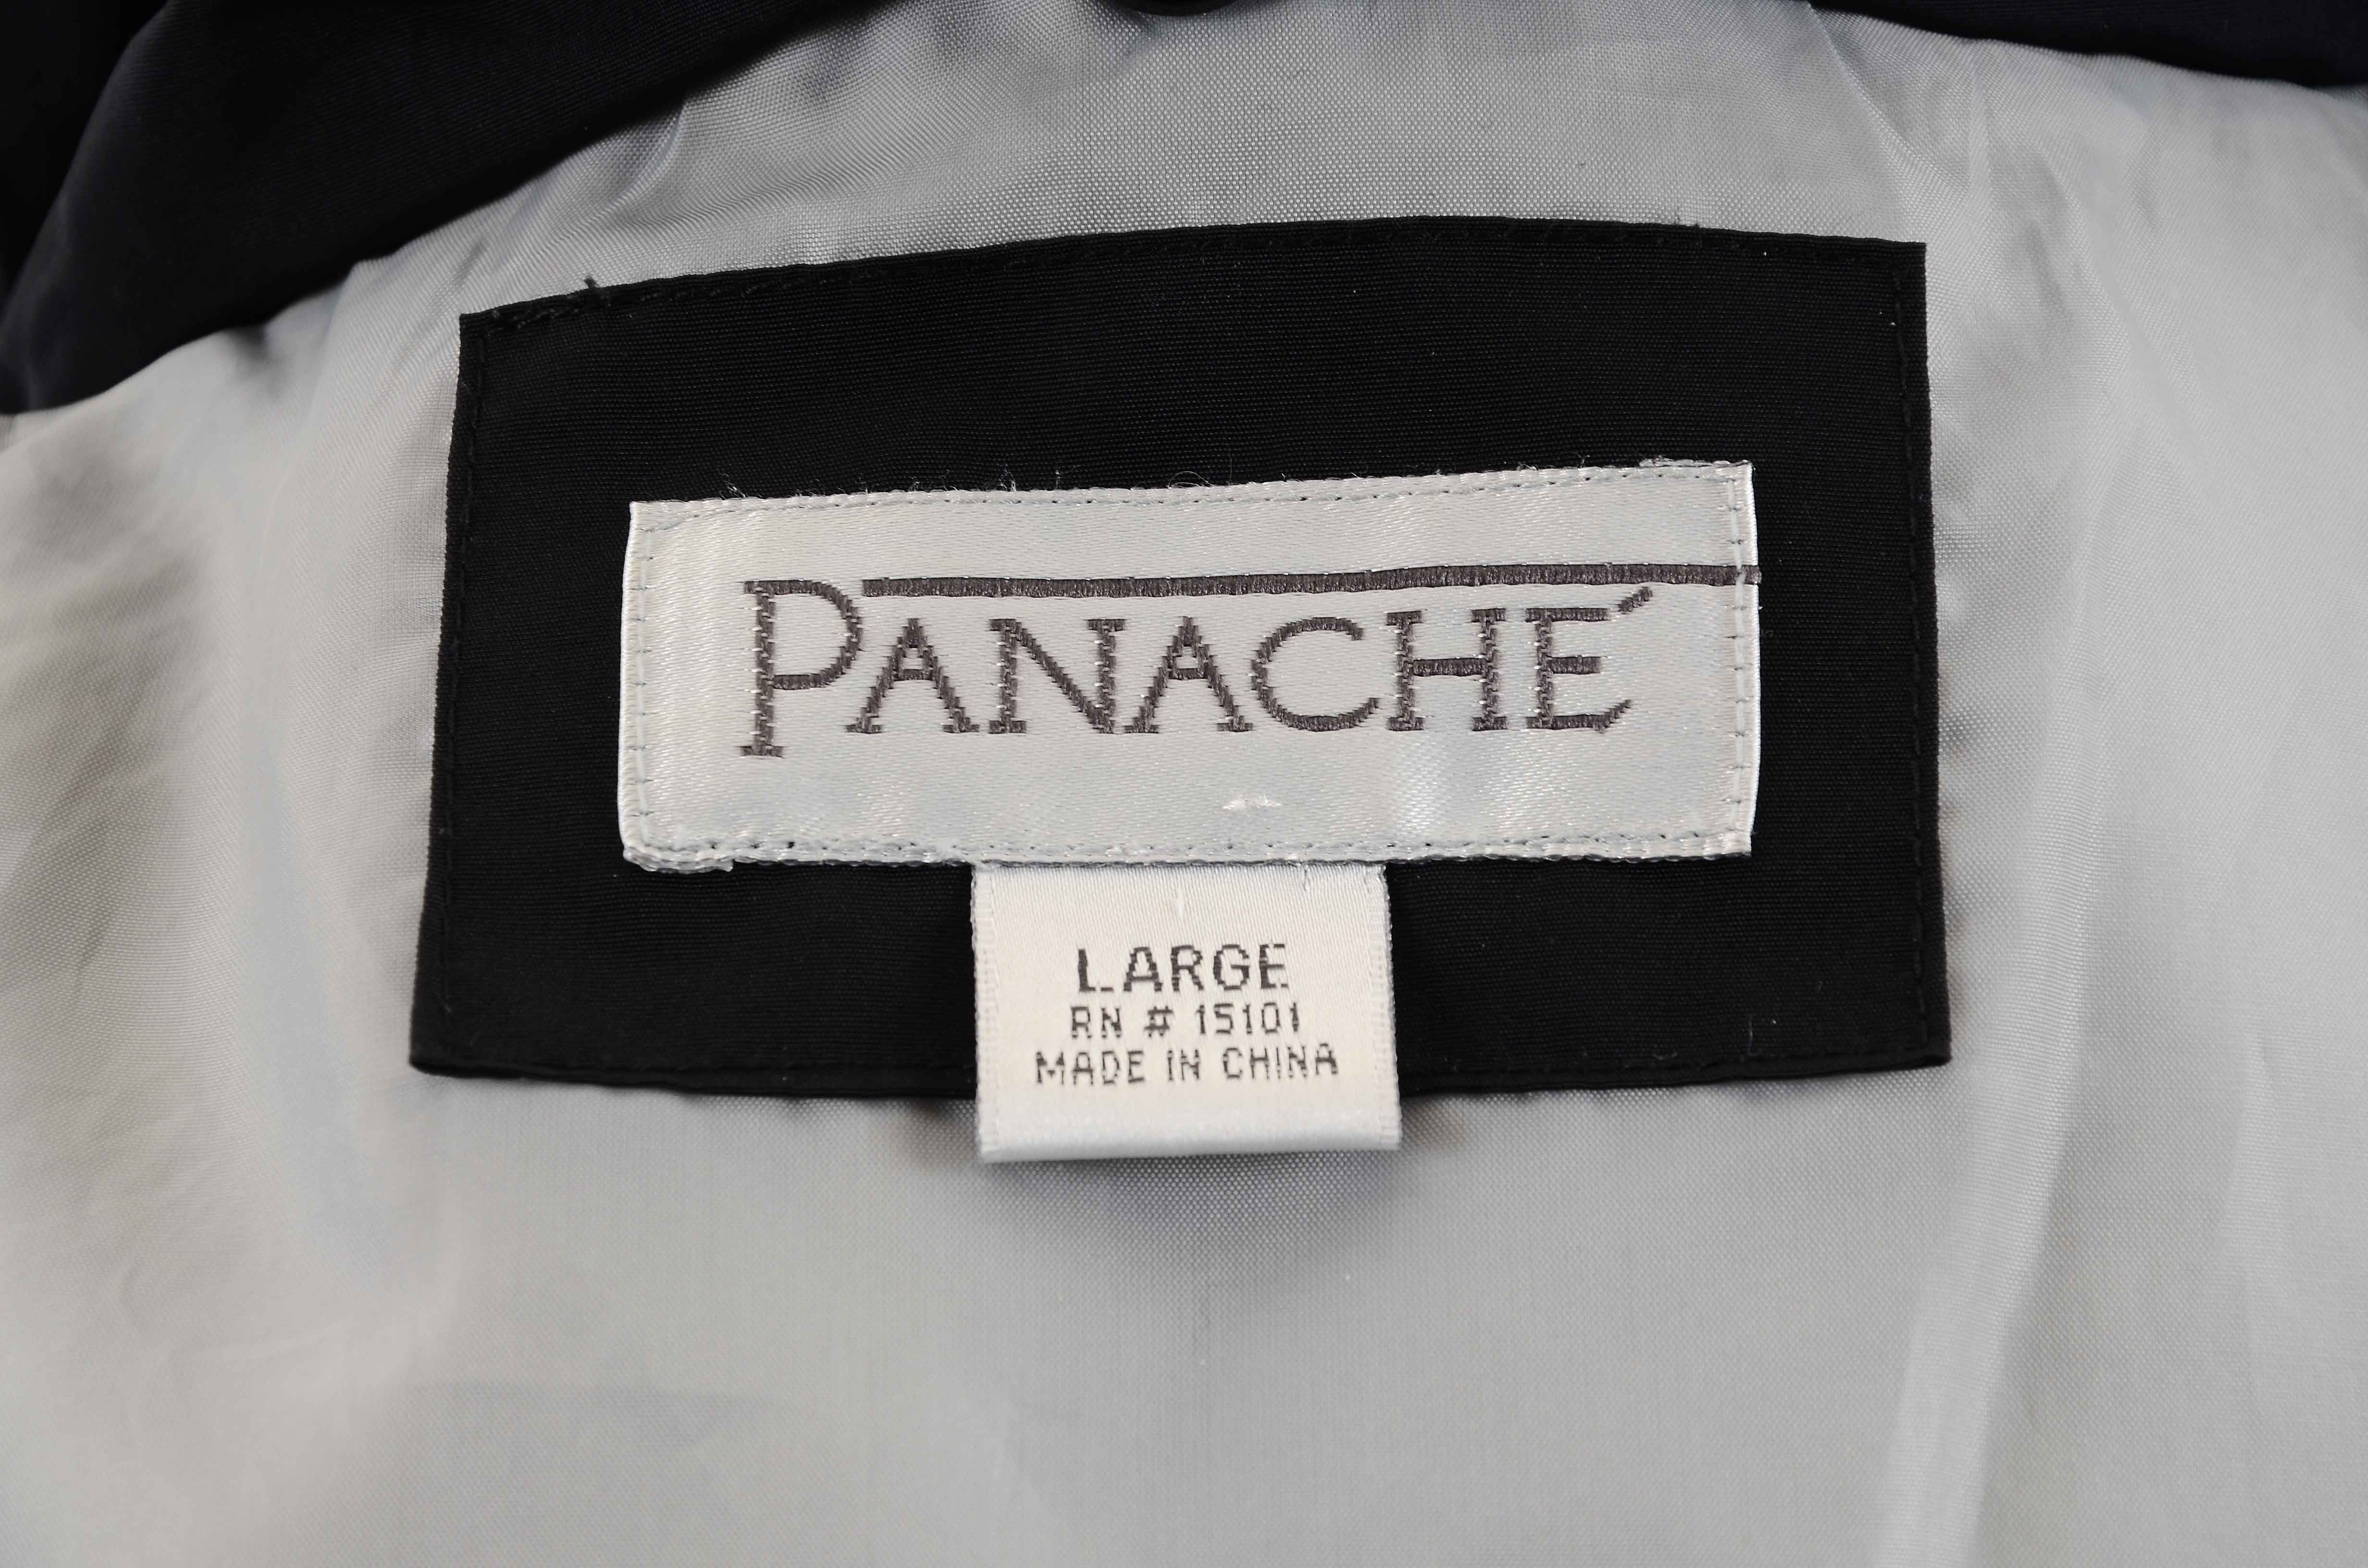 PANACHÉ
LARGE
RN # 15101
MADE IN CHINA